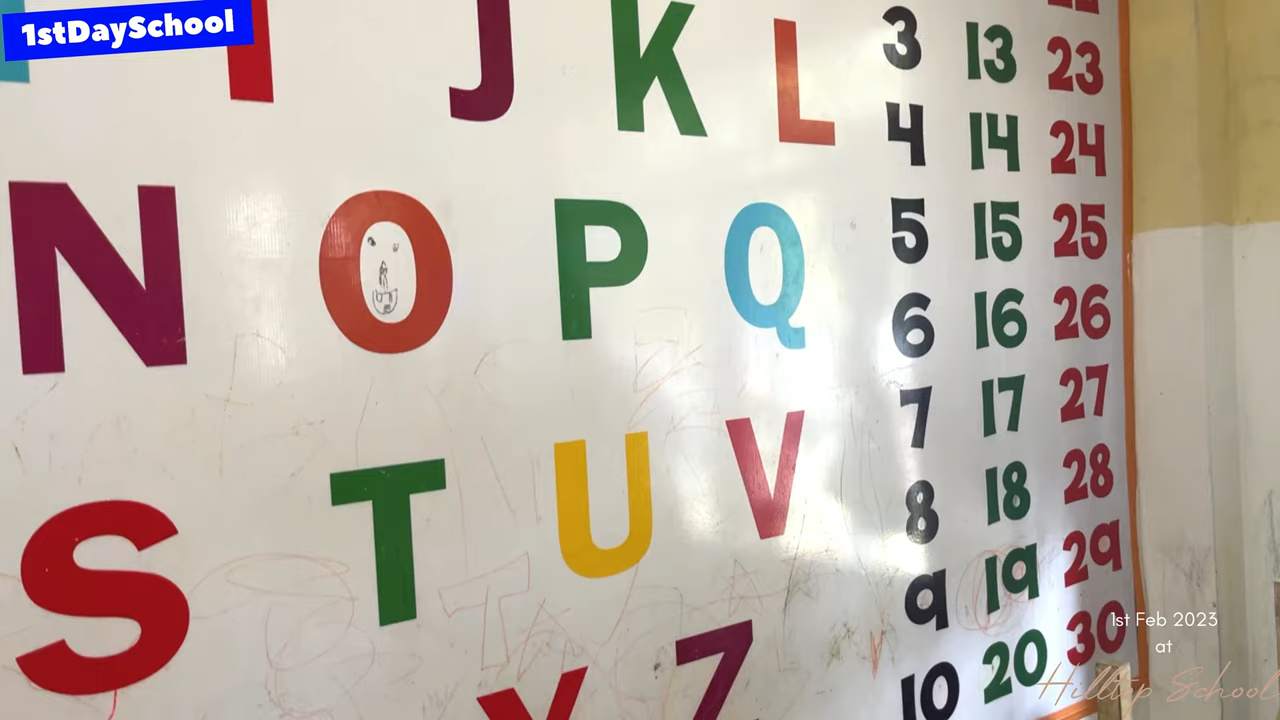 1stDaySchool
I J K L
N O P Q
S T U V
Y Z
3 13 23
4 14 24
5 15 25
6 16 26
7 17 27
8 18 28
9 19 29
10 20 30
1st Feb 2023
at
Hilltop School